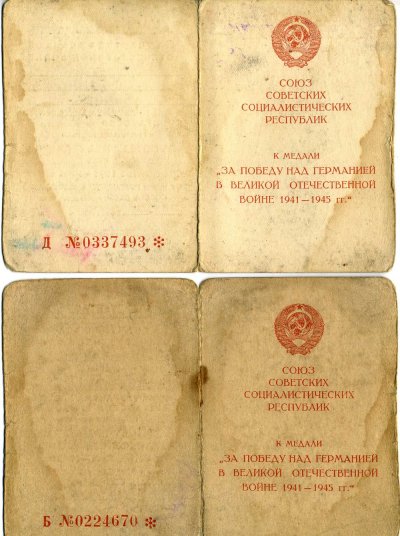 СОЮЗ
СОВЕТСКИХ
СОЦИАЛИСТИЧЕСКИХ
РЕСПУБЛИК
К МЕДАЛИ
„ЗА ПОБЕДУ НАД ГЕРМАНИЕЙ
В ВЕЛИКОЙ ОТЕЧЕСТВЕННОЙ
ВОЙНЕ 1941—1945 гг.“
Д №0337493 *
СОЮЗ
СОВЕТСКИХ
СОЦИАЛИСТИЧЕСКИХ
РЕСПУБЛИК
К МЕДАЛИ
„ЗА ПОБЕДУ НАД ГЕРМАНИЕЙ
В ВЕЛИКОЙ ОТЕЧЕСТВЕННОЙ
ВОЙНЕ 1941—1945 гг.“
Б №0224670 *